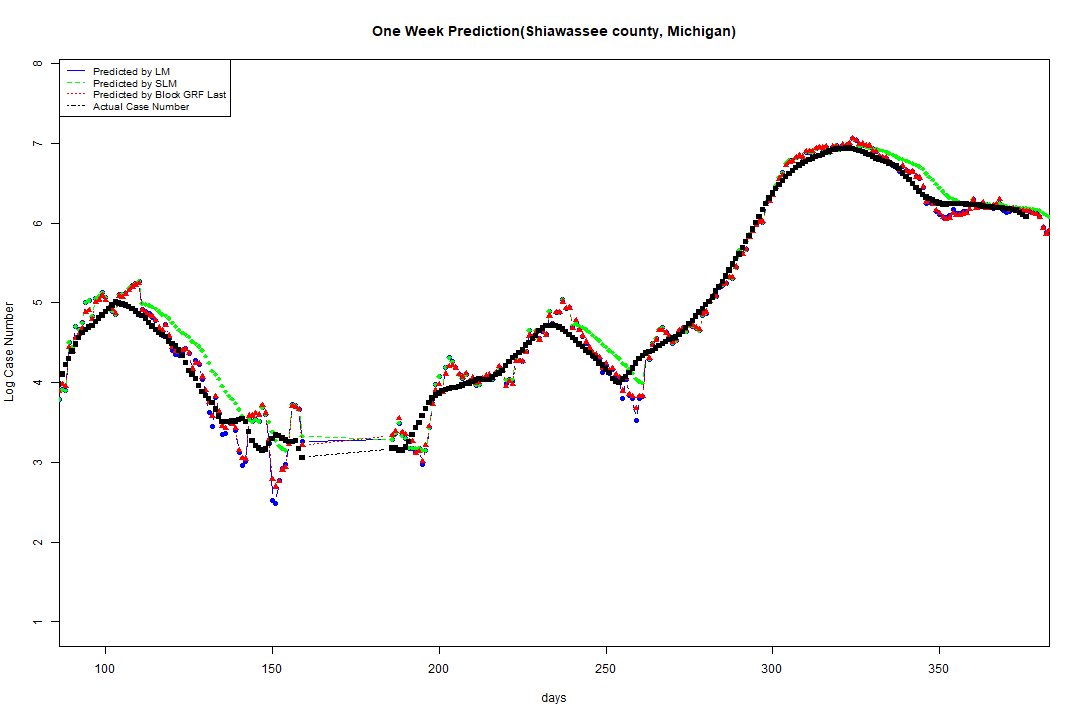 One Week Prediction(Shiawassee county, Michigan)
Predicted by LM
Predicted by SLM
Predicted by Block GRF Last
Actual Case Number
Log Case Number
8
7
6
5
4
3
2
1
100 150 200 250 300 350
days